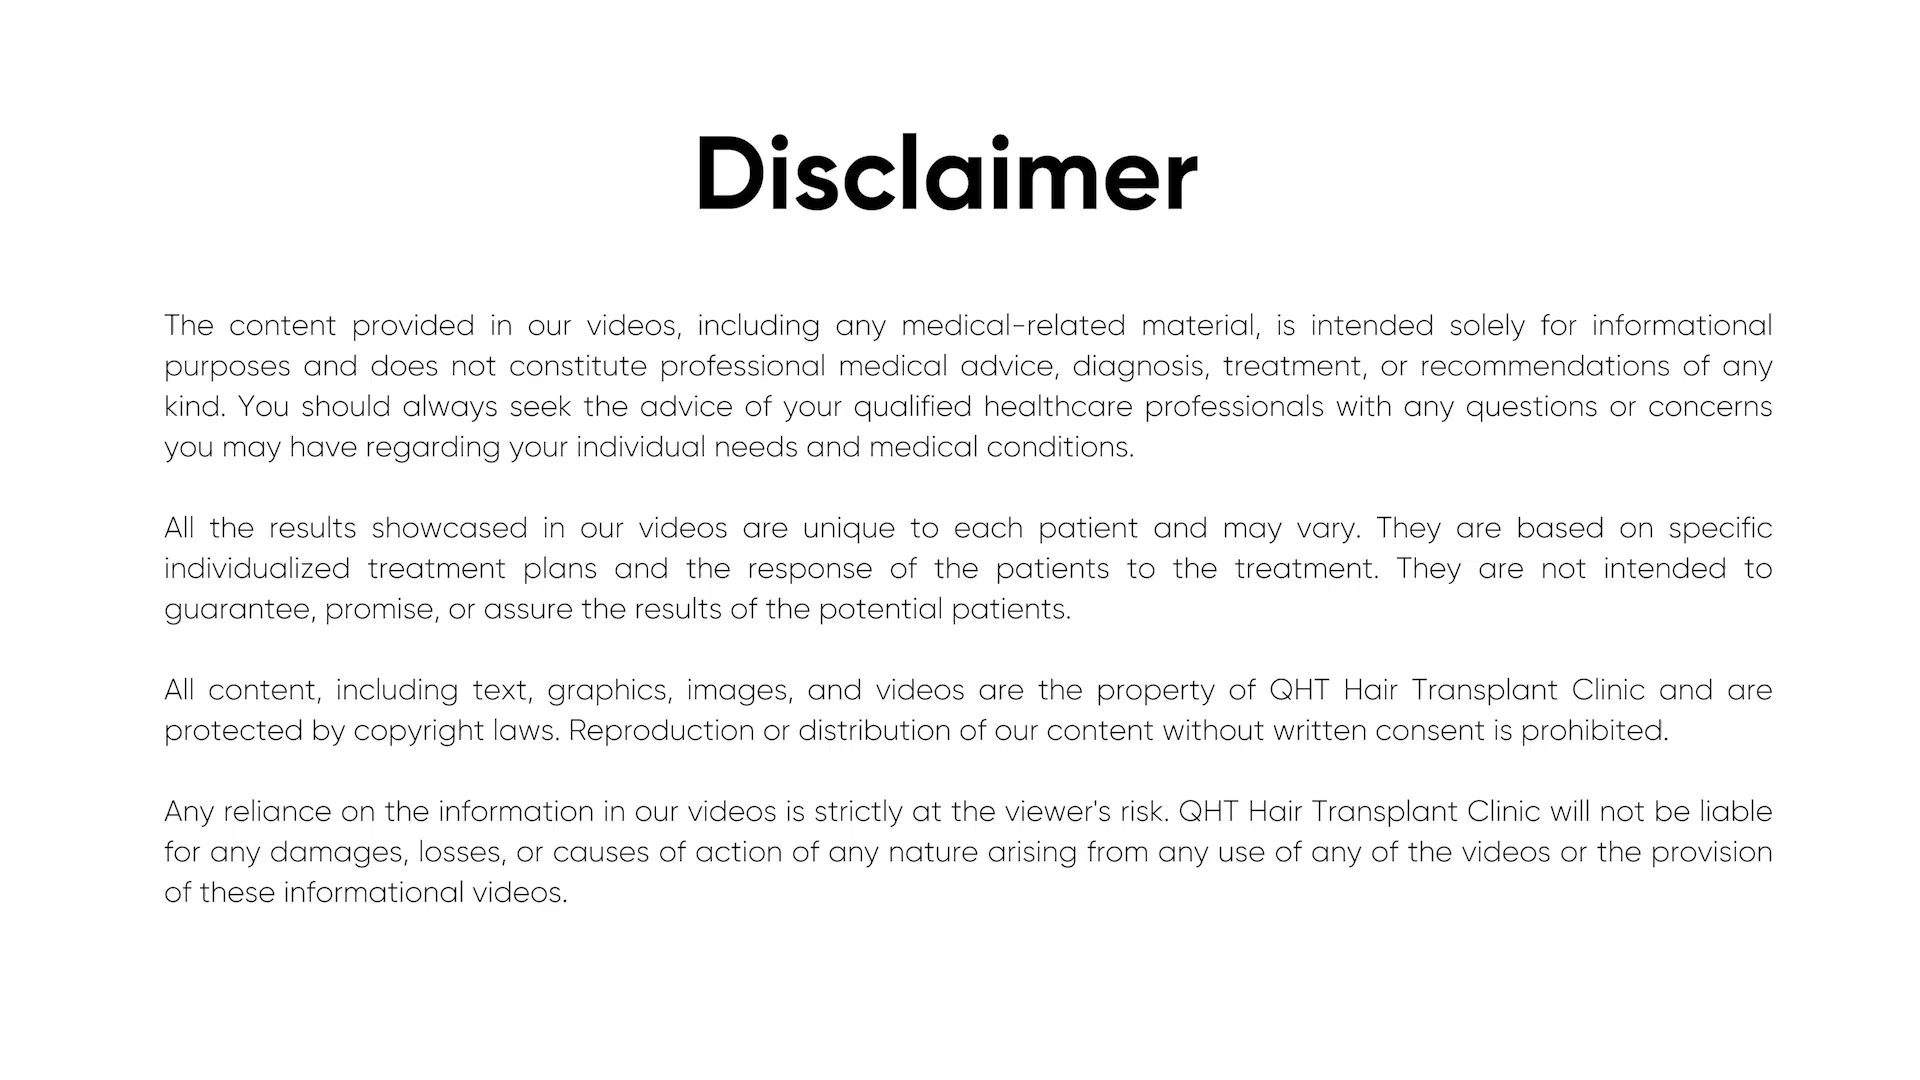 Disclaimer
The content provided in our videos, including any medical-related material, is intended solely for informational
purposes and does not constitute professional medical advice, diagnosis, treatment, or recommendations of any
kind. You should always seek the advice of your qualified healthcare professionals with any questions or concerns
you may have regarding your individual needs and medical conditions.
All the results showcased in our videos are unique to each patient and may vary. They are based on specific
individualized treatment plans and the response of the patients to the treatment. They are not intended to
guarantee, promise, or assure the results of the potential patients.
All content, including text, graphics, images, and videos are the property of QHT Hair Transplant Clinic and are
protected by copyright laws. Reproduction or distribution of our content without written consent is prohibited.
Any reliance on the information in our videos is strictly at the viewer's risk. QHT Hair Transplant Clinic will not be liable
for any damages, losses, or causes of action of any nature arising from any use of any of the videos or the provision
of these informational videos.